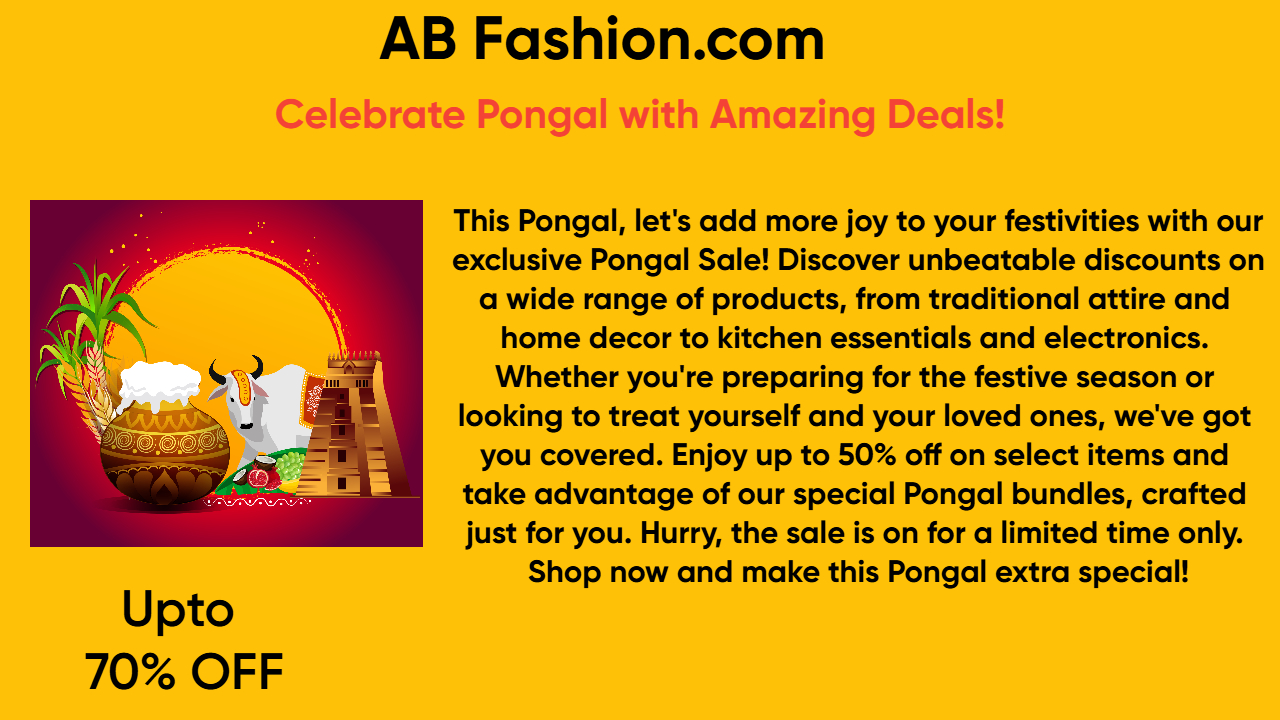 AB Fashion.com
Celebrate Pongal with Amazing Deals!
This Pongal, let's add more joy to your festivities with our
exclusive Pongal Sale! Discover unbeatable discounts on
a wide range of products, from traditional attire and
home decor to kitchen essentials and electronics.
Whether you're preparing for the festive season or
looking to treat yourself and your loved ones, we've got
you covered. Enjoy up to 50% off on select items and
take advantage of our special Pongal bundles, crafted
just for you. Hurry, the sale is on for a limited time only.
Shop now and make this Pongal extra special!
Upto
70% OFF